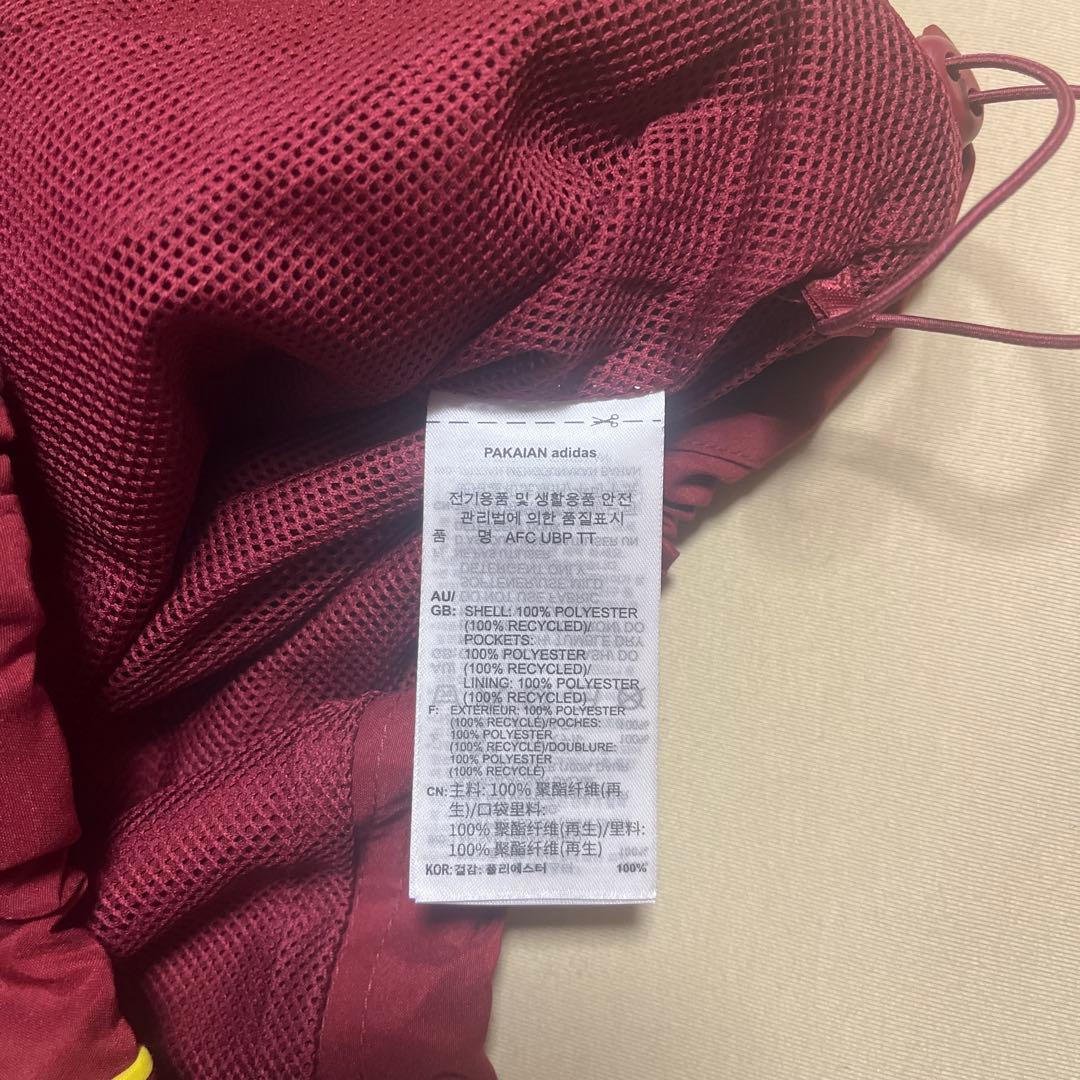 PAKAIAN adidas
전기용품 및 생활용품 안전
관리법에 의한 품질표시
품 명 AFC UBP TT
AU/
GB: SHELL: 100% POLYESTER
(100% RECYCLED)/
POCKETS:
100% POLYESTER/
(100% RECYCLED)/
LINING: 100% POLYESTER
(100% RECYCLED)
F: EXTÉRIEUR: 100% POLYESTER
(100% RECYCLÉ)/POCHES:
100% POLYESTER
(100% RECYCLÉ)/DOUBLURE:
100% POLYESTER
(100% RECYCLÉ)
CN: 主料: 100% 聚酯纤维(再
生)/口袋里料:
100% 聚酯纤维(再生)/里料:
100% 聚酯纤维(再生)
KOR: 겉감: 폴리에스터 100%